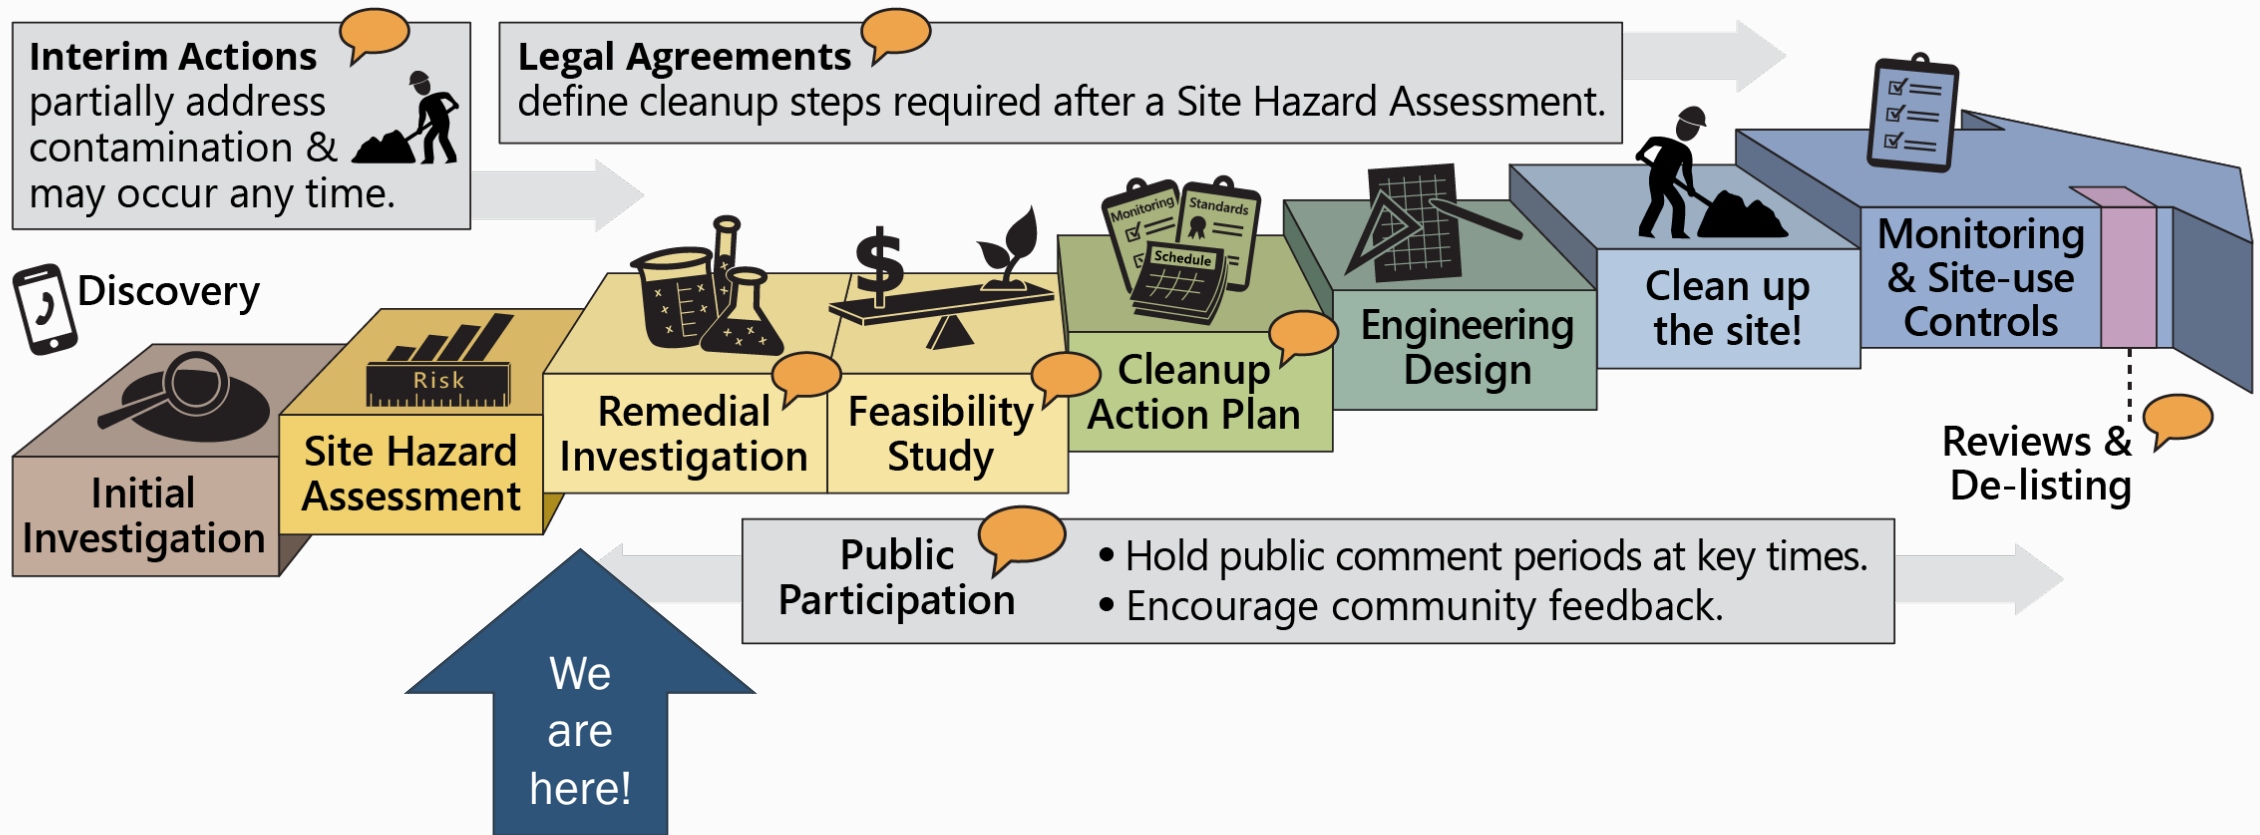 Interim Actions
partially address
contamination &
may occur any time.
Legal Agreements
define cleanup steps required after a Site Hazard Assessment.
Discovery
Initial
Investigation
Risk
Site Hazard
Assessment
Remedial
Investigation
$
Feasibility
Study
Monitoring
Standards
Schedule
Cleanup
Action Plan
Engineering
Design
Clean up
the site!
Monitoring
& Site-use
Controls
Reviews &
De-listing
Public
Participation
• Hold public comment periods at key times.
• Encourage community feedback.
We
are
here!